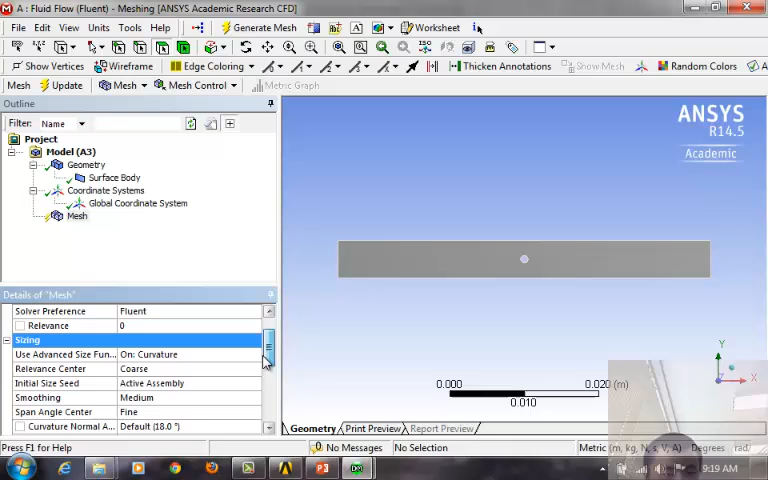 A : Fluid Flow (Fluent) - Meshing [ANSYS Academic Research CFD]
File Edit View Units Tools Help Generate Mesh Worksheet
Show Vertices Wireframe Edge Coloring Thicken Annotations Show Mesh Random Colors
Mesh Update Mesh Mesh Control Metric Graph
Outline
Filter: Name
Project
Model (A3)
Geometry
Surface Body
Coordinate Systems
Global Coordinate System
Mesh
ANSYS
R14.5
Academic
Details of "Mesh"
Solver Preference Fluent
Relevance 0
Sizing
Use Advanced Size Fun... On: Curvature
Relevance Center Coarse
Initial Size Seed Active Assembly
Smoothing Medium
Span Angle Center Fine
Curvature Normal A... Default (18.0 °)
0.000 0.020 (m)
0.010
Y
X
Geometry Print Preview Report Preview
Press F1 for Help No Messages No Selection Metric (m, kg, N, s, V, A) Degrees rad/
9:19 AM